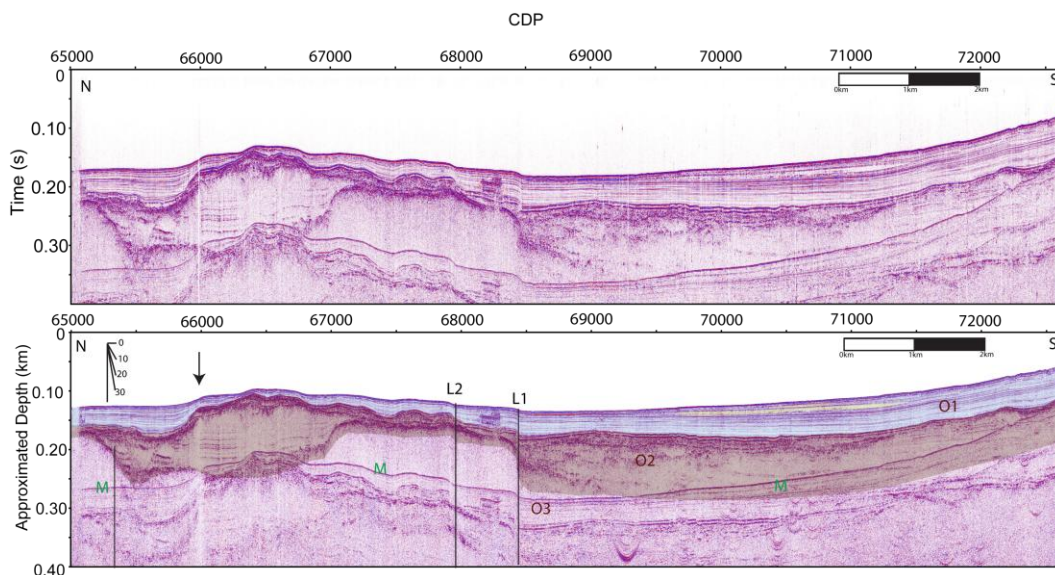 CDP
65000 66000 67000 68000 69000 70000 71000 72000
0
N
S
0km 1km 2km
0.10
0.20
0.30
Time (s)
65000 66000 67000 68000 69000 70000 71000 72000
0
N
S
0km 1km 2km
0
10
20
30
L2
L1
0.10
O1
0.20
O2
M
M
M
0.30
O3
0.40
Approximated Depth (km)